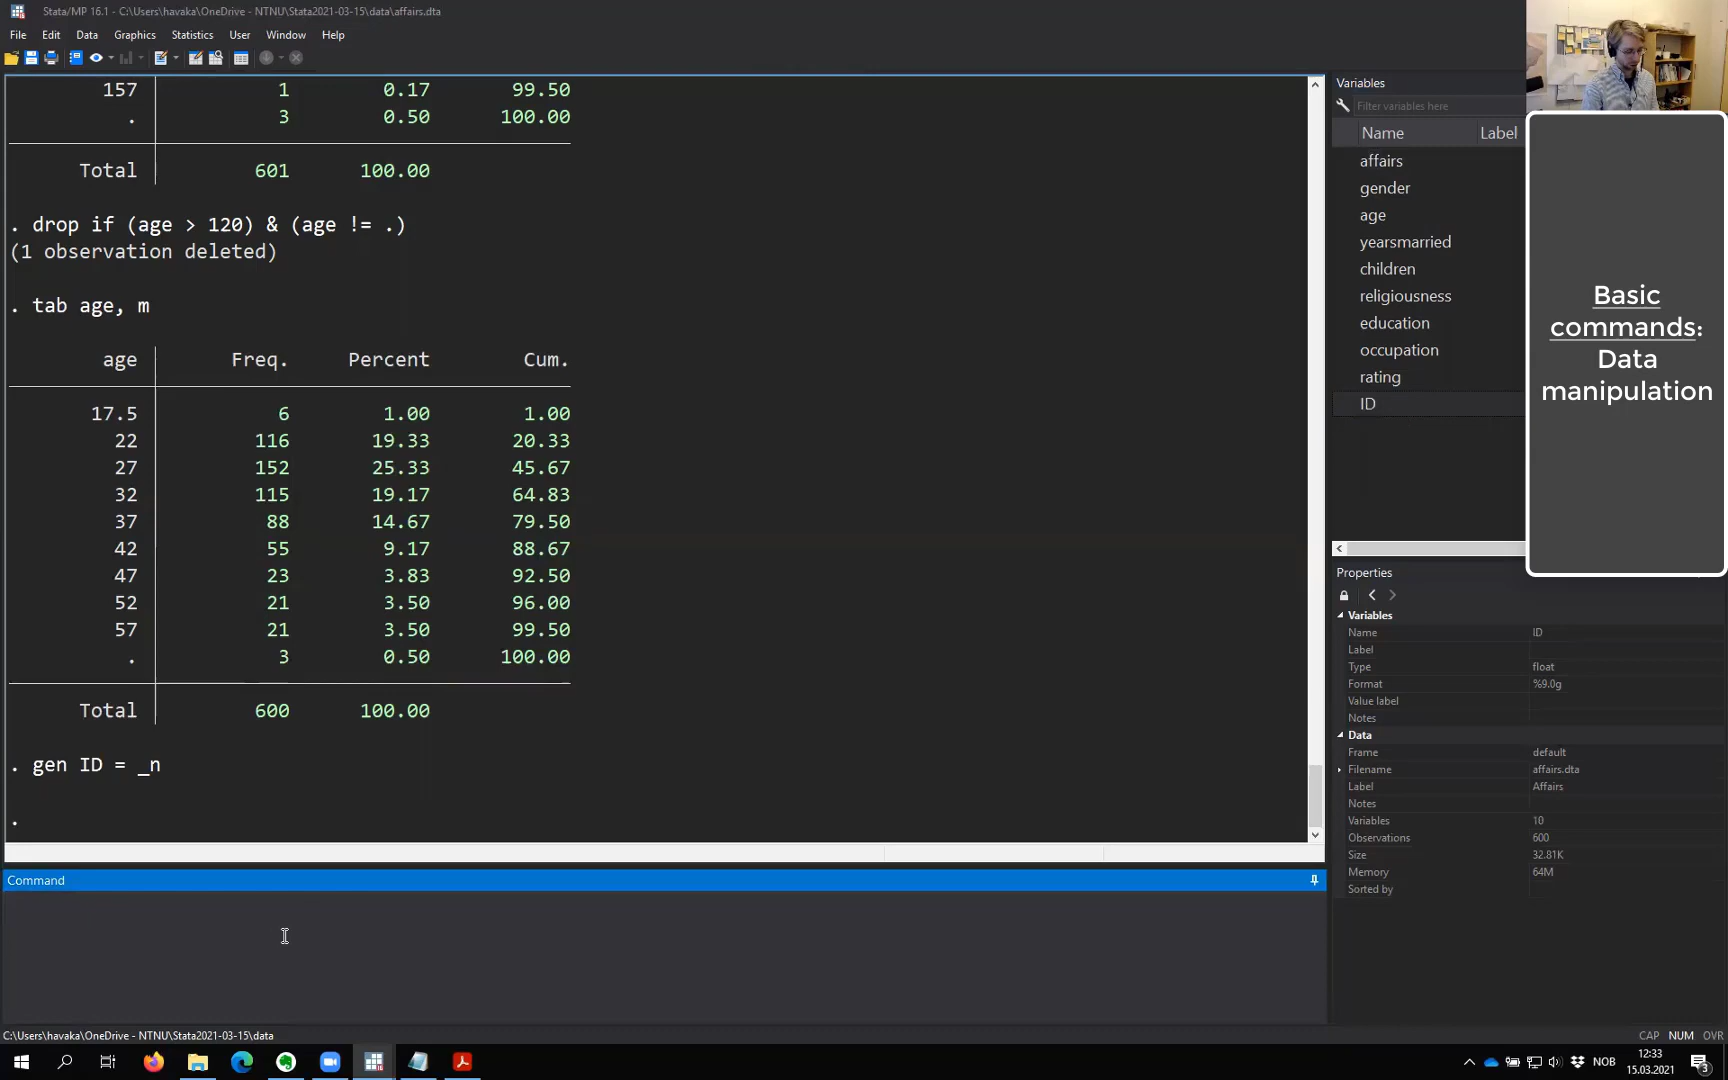 Stata/MP 16.1 - C:\Users\havaka\OneDrive - NTNU\Stata2021-03-15\data\affairs.dta
File Edit Data Graphics Statistics User Window Help
157 1 0.17 99.50
. 3 0.50 100.00
Total 601 100.00
. drop if (age > 120) & (age != .)
(1 observation deleted)
. tab age, m
age Freq. Percent Cum.
17.5 6 1.00 1.00
22 116 19.33 20.33
27 152 25.33 45.67
32 115 19.17 64.83
37 88 14.67 79.50
42 55 9.17 88.67
47 23 3.83 92.50
52 21 3.50 96.00
57 21 3.50 99.50
. 3 0.50 100.00
Total 600 100.00
. gen ID = _n
.
Command
C:\Users\havaka\OneDrive - NTNU\Stata2021-03-15\data
Variables
Filter variables here
Name Label
affairs
gender
age
yearsmarried
children
religiousness
education
occupation
rating
ID
Basic
commands:
Data
manipulation
Properties
Variables
Name ID
Label
Type float
Format %9.0g
Value label
Notes
Data
Frame default
Filename affairs.dta
Label Affairs
Notes
Variables 10
Observations 600
Size 32.81K
Memory 64M
Sorted by
CAP NUM OVR
NOB
12:33
15.03.2021
3